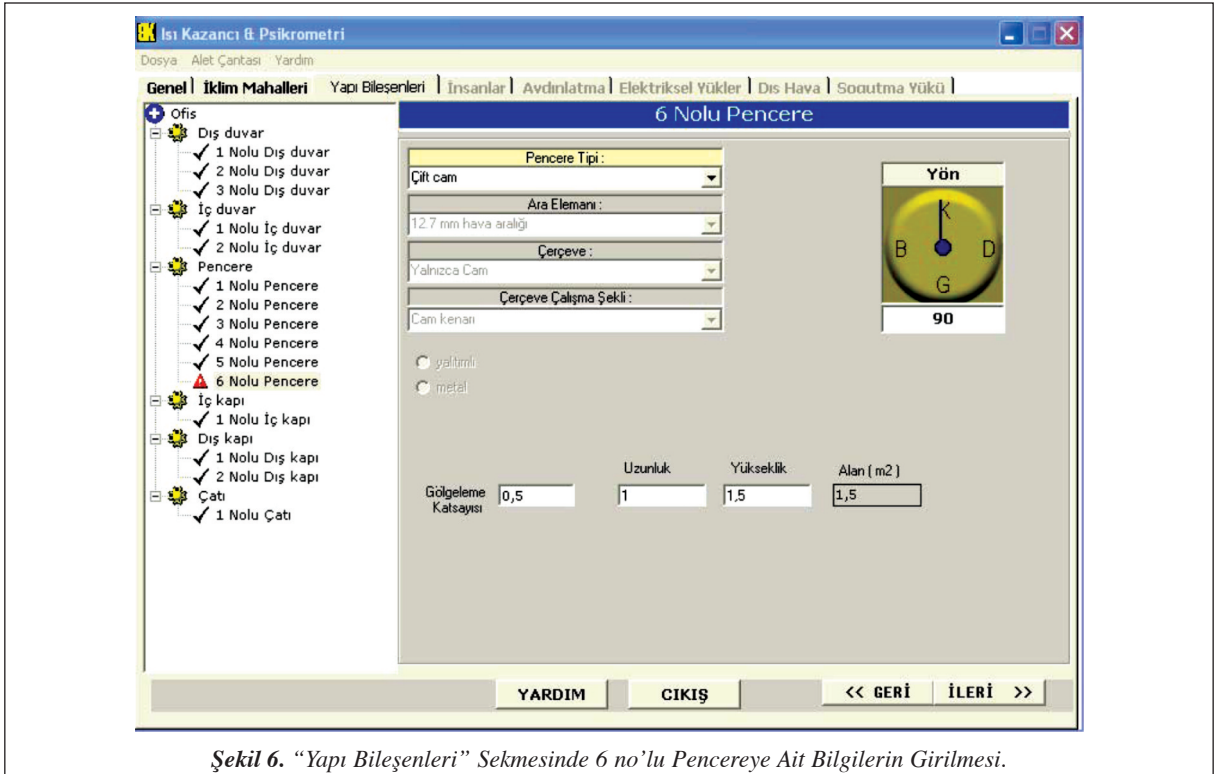 Isı Kazancı & Psikrometri
Dosya Alet Çantası Yardım
Genel İklim Mahalleri Yapı Bileşenleri İnsanlar Aydınlatma Elektriksel Yükler Dıs Hava Soğutma Yükü
Ofis
Dış duvar
1 Nolu Dış duvar
2 Nolu Dış duvar
3 Nolu Dış duvar
İç duvar
1 Nolu İç duvar
2 Nolu İç duvar
Pencere
1 Nolu Pencere
2 Nolu Pencere
3 Nolu Pencere
4 Nolu Pencere
5 Nolu Pencere
6 Nolu Pencere
İç kapı
1 Nolu İç kapı
Dış kapı
1 Nolu Dış kapı
2 Nolu Dış kapı
Çatı
1 Nolu Çatı
6 Nolu Pencere
Pencere Tipi :
Çift cam
Ara Elemanı :
12.7 mm hava aralığı
Çerçeve :
Yalnızca Cam
Çerçeve Çalışma Şekli :
Cam kenarı
yalıtımlı
metal
Yön
K
B D
G
90
Uzunluk Yükseklik Alan ( m2 )
Gölgeleme Katsayısı 0,5 1 1,5 1,5
YARDIM CIKIŞ << GERİ İLERİ >>
Şekil 6. “Yapı Bileşenleri” Sekmesinde 6 no’lu Pencereye Ait Bilgilerin Girilmesi.